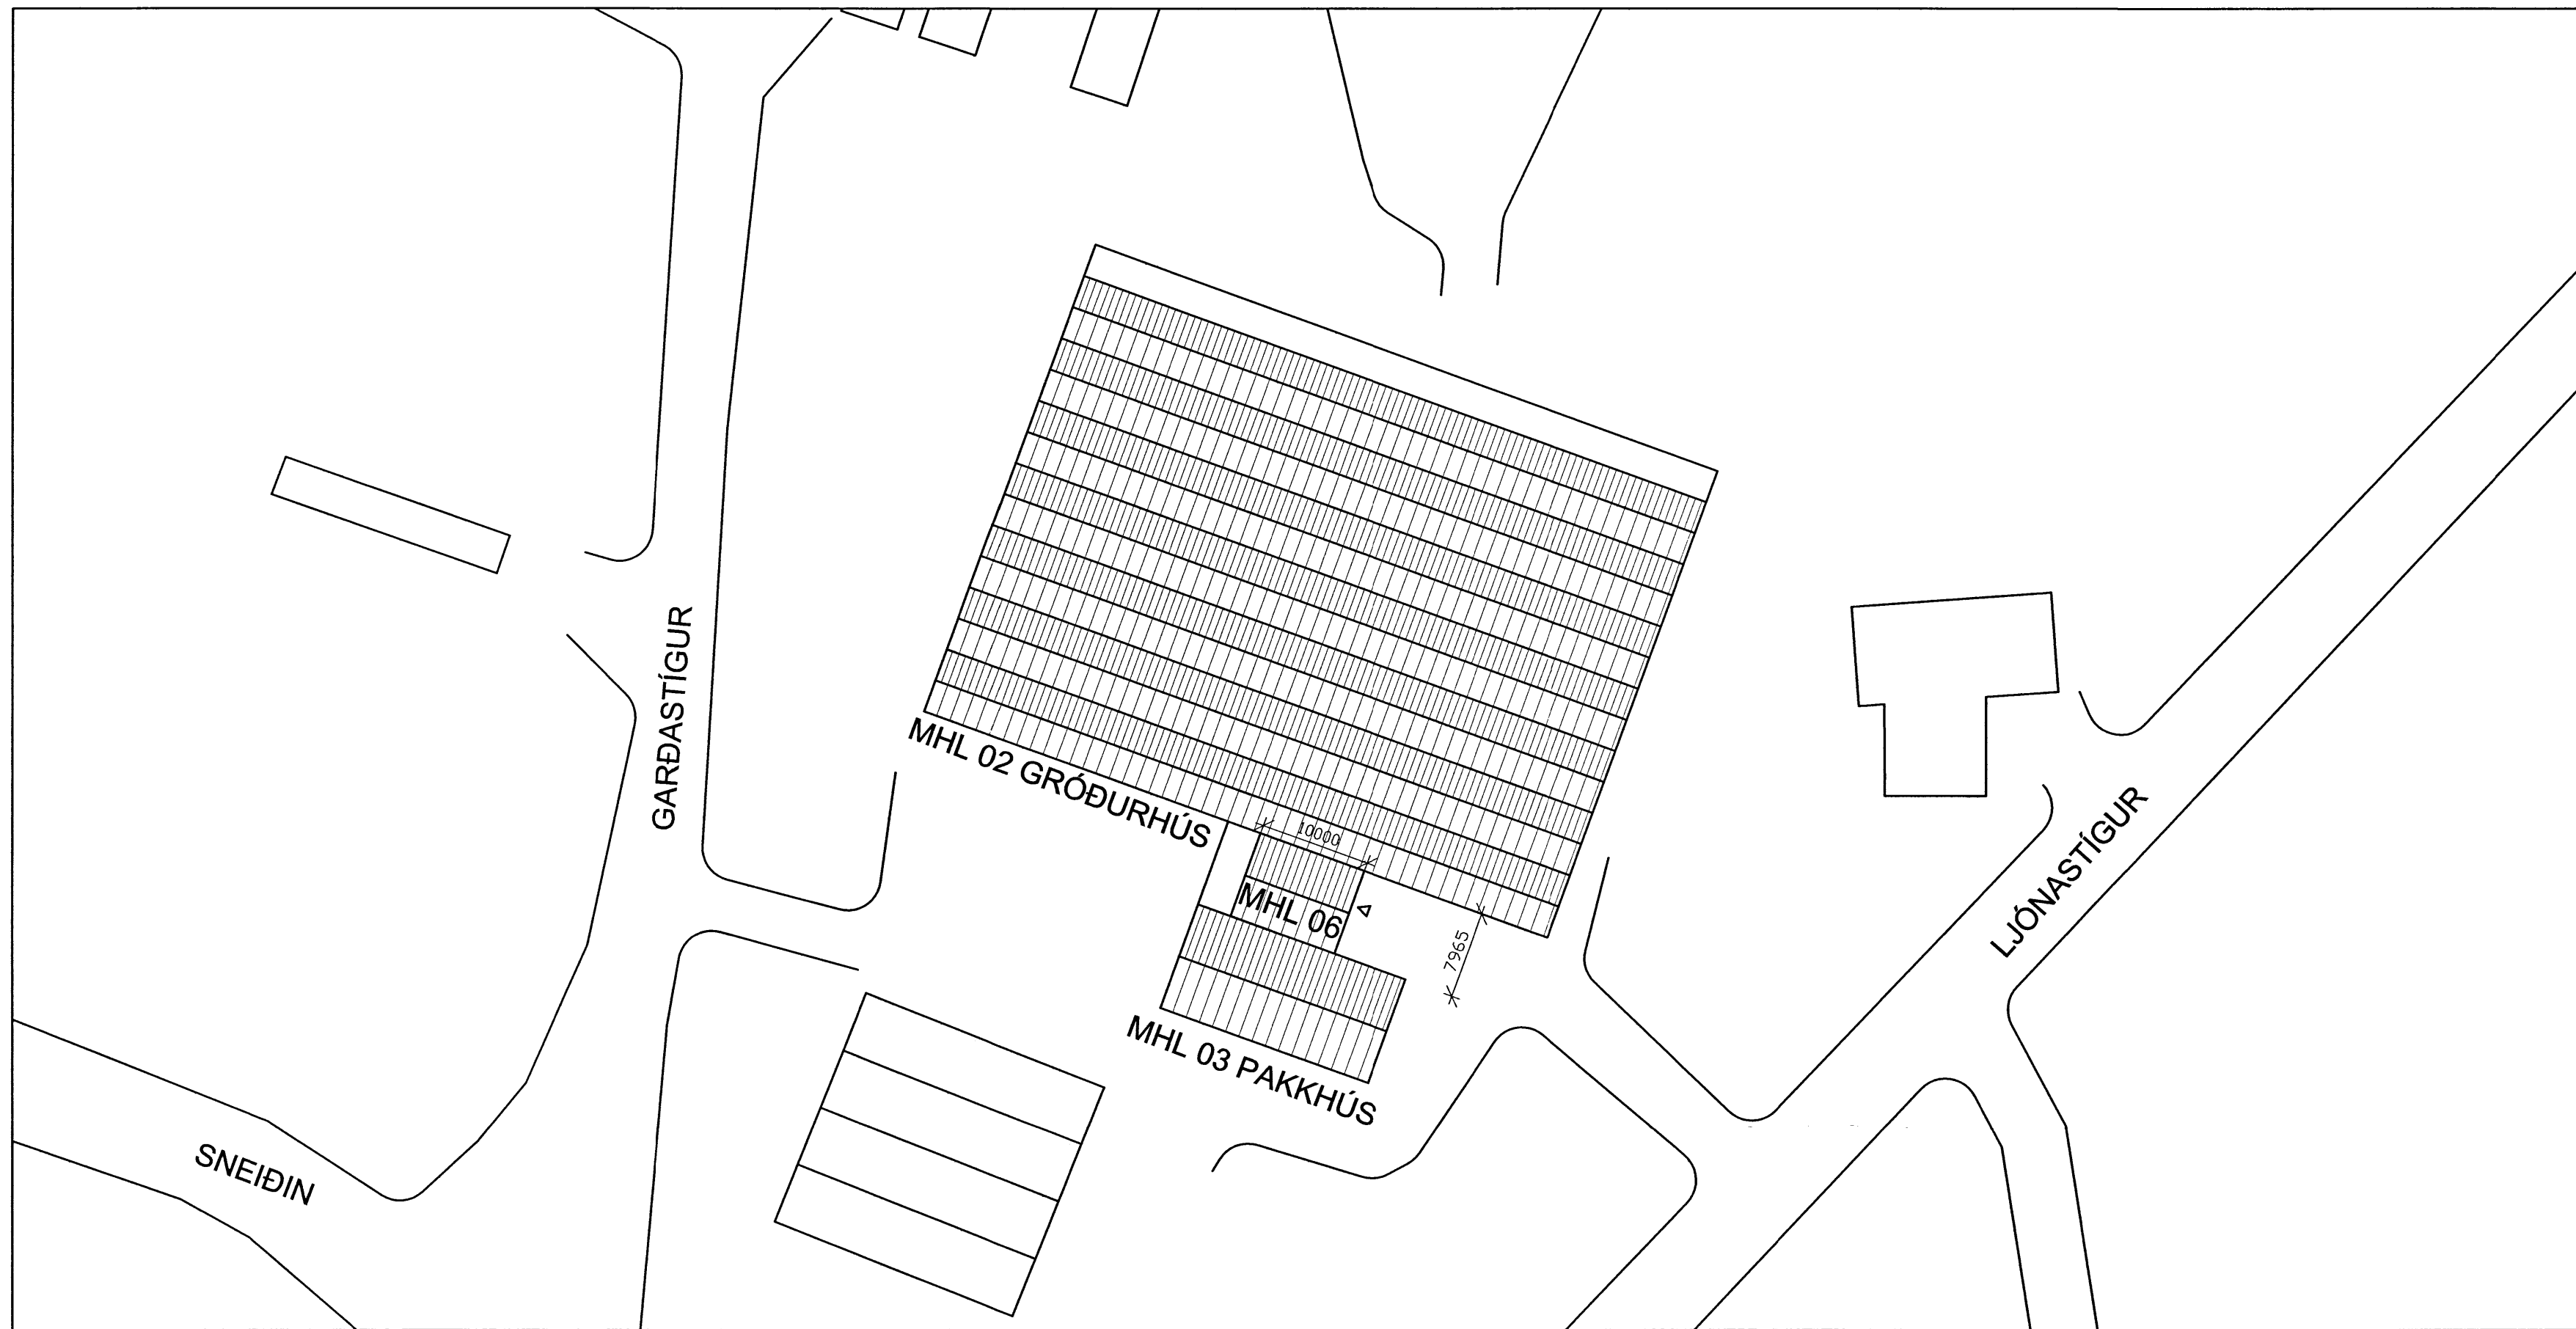 GARÐASTÍGUR
MHL 02 GRÓÐURHÚS
10000
MHL 06
7965
LJÓNASTÍGUR
MHL 03 PAKKHÚS
SNEIÐIN